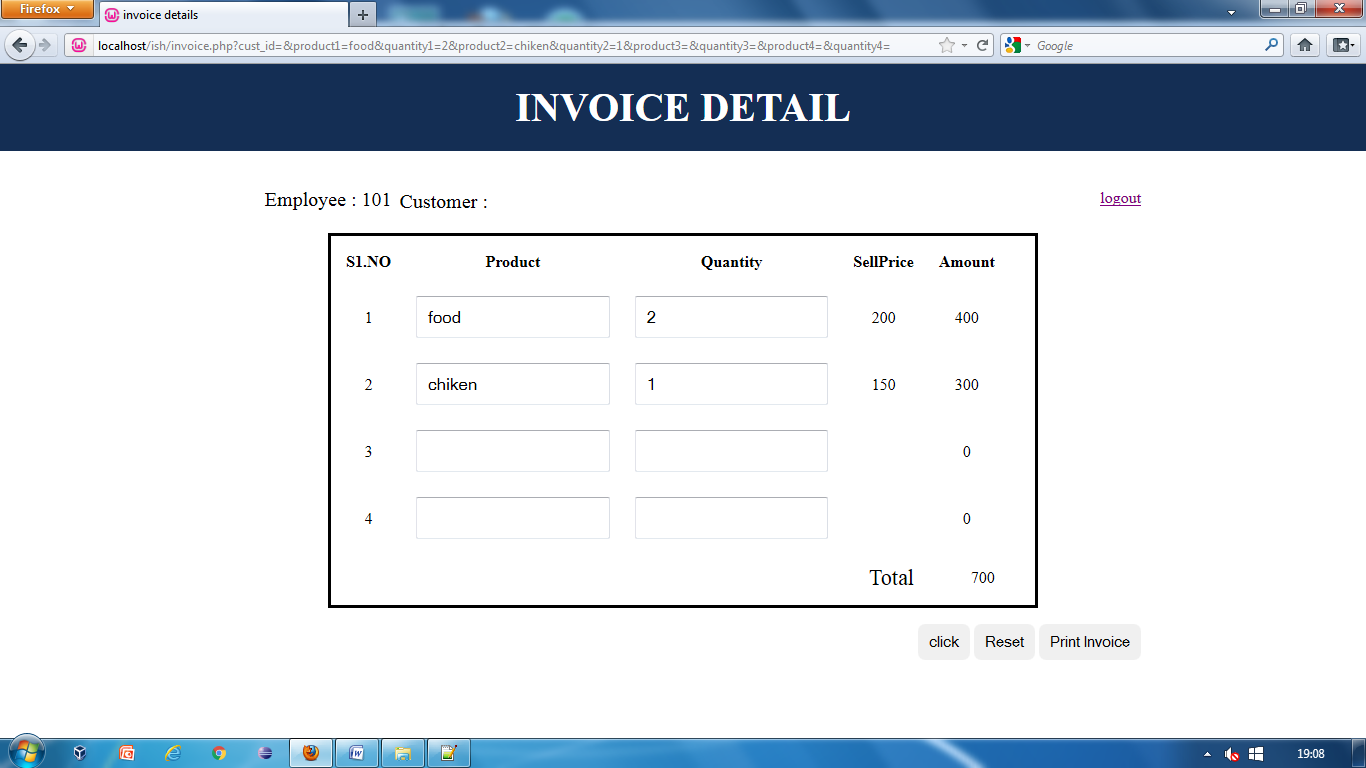 Firefox
invoice details
localhost/ish/invoice.php?cust_id=&product1=food&quantity1=2&product2=chiken&quantity2=1&product3=&quantity3=&product4=&quantity4=
Google
INVOICE DETAIL
Employee : 101 Customer :
logout
S1.NO Product Quantity SellPrice Amount
1 food 2 200 400
2 chiken 1 150 300
3 0
4 0
Total 700
click Reset Print Invoice
19:08